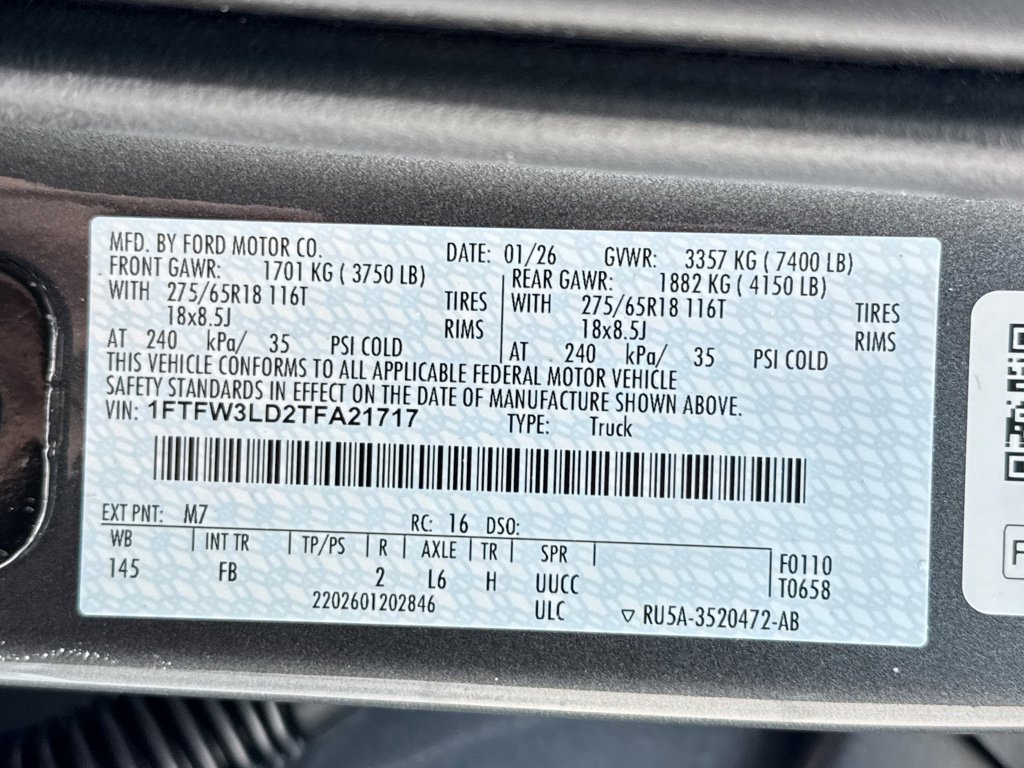 MFD. BY FORD MOTOR CO. DATE: 01/26 GVWR: 3357 KG ( 7400 LB)
FRONT GAWR: 1701 KG ( 3750 LB) REAR GAWR: 1882 KG ( 4150 LB)
WITH 275/65R18 116T TIRES WITH 275/65R18 116T TIRES
18x8.5J RIMS 18x8.5J RIMS
AT 240 kPa/ 35 PSI COLD AT 240 kPa/ 35 PSI COLD
THIS VEHICLE CONFORMS TO ALL APPLICABLE FEDERAL MOTOR VEHICLE
SAFETY STANDARDS IN EFFECT ON THE DATE OF MANUFACTURE SHOWN ABOVE.
VIN: 1FTFW3LD2TFA21717 TYPE: Truck
EXT PNT: M7 RC: 16 DSO:
WB INT TR TP/PS R AXLE TR SPR F0110
145 FB 2 L6 H UUCC T0658
2202601202846 ULC RU5A-3520472-AB